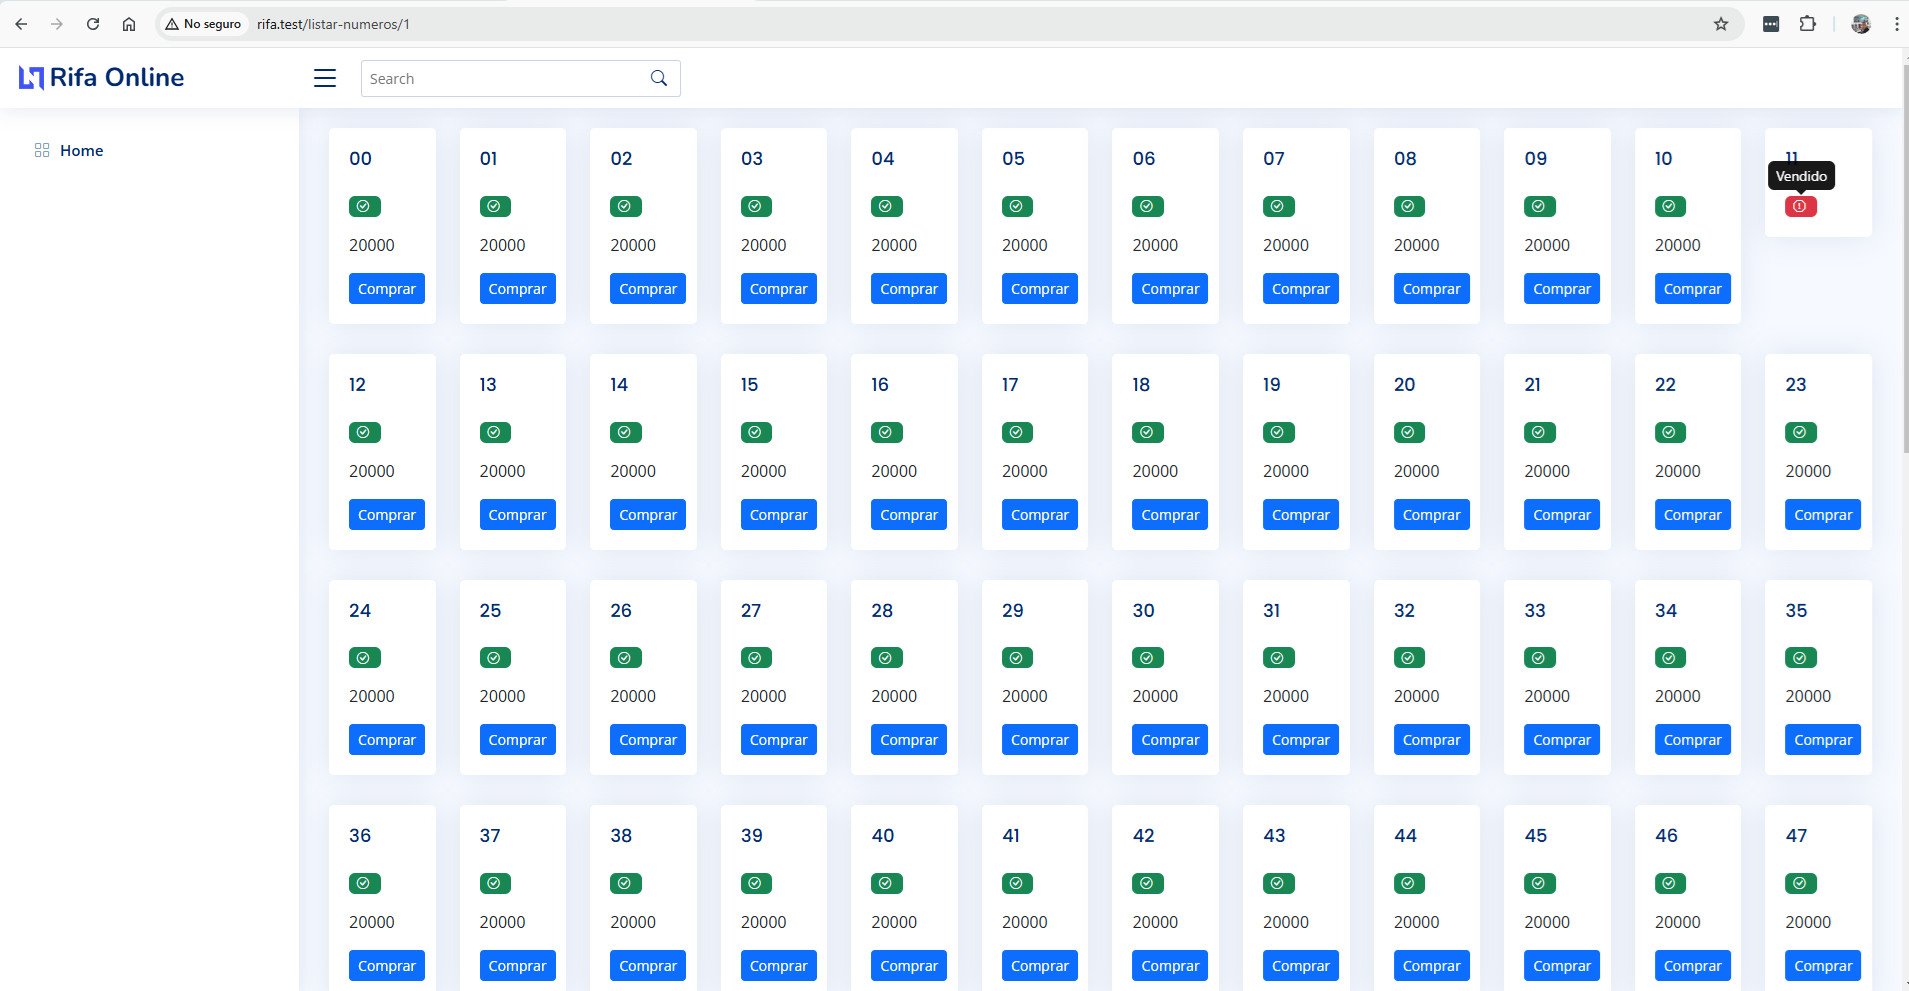 No seguro rifa.test/listar-numeros/1
Rifa Online
Search
Home
00 01 02 03 04 05 06 07 08 09 10 11
Vendido
20000 20000 20000 20000 20000 20000 20000 20000 20000 20000 20000
Comprar Comprar Comprar Comprar Comprar Comprar Comprar Comprar Comprar Comprar Comprar
12 13 14 15 16 17 18 19 20 21 22 23
20000 20000 20000 20000 20000 20000 20000 20000 20000 20000 20000 20000
Comprar Comprar Comprar Comprar Comprar Comprar Comprar Comprar Comprar Comprar Comprar Comprar
24 25 26 27 28 29 30 31 32 33 34 35
20000 20000 20000 20000 20000 20000 20000 20000 20000 20000 20000 20000
Comprar Comprar Comprar Comprar Comprar Comprar Comprar Comprar Comprar Comprar Comprar Comprar
36 37 38 39 40 41 42 43 44 45 46 47
20000 20000 20000 20000 20000 20000 20000 20000 20000 20000 20000 20000
Comprar Comprar Comprar Comprar Comprar Comprar Comprar Comprar Comprar Comprar Comprar Comprar